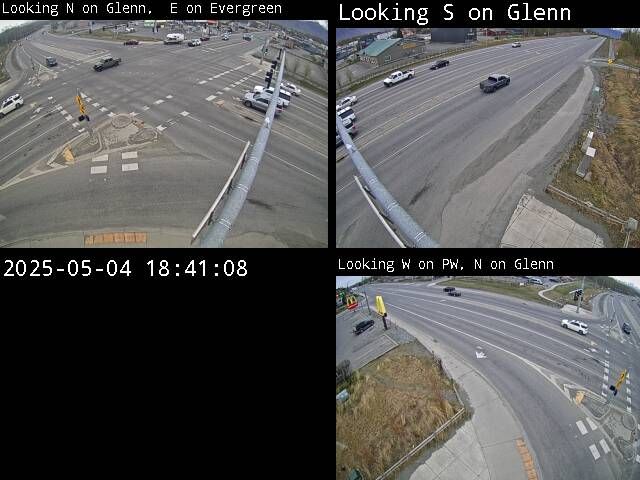 Looking N on Glenn,  E on Evergreen
Looking S on Glenn
2025-05-04 18:41:08
Looking W on PW, N on Glenn